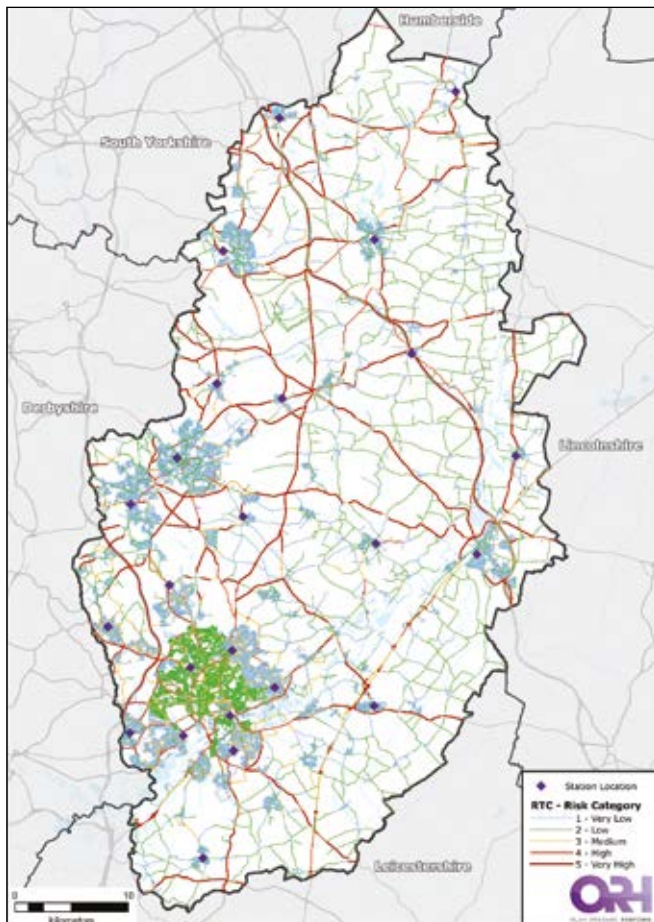 Humberside
South Yorkshire
Derbyshire
Lincolnshire
Leicestershire
Station Location
RTC - Risk Category
1 - Very Low
2 - Low
3 - Medium
4 - High
5 - Very High
0 10
kilometres
ORH